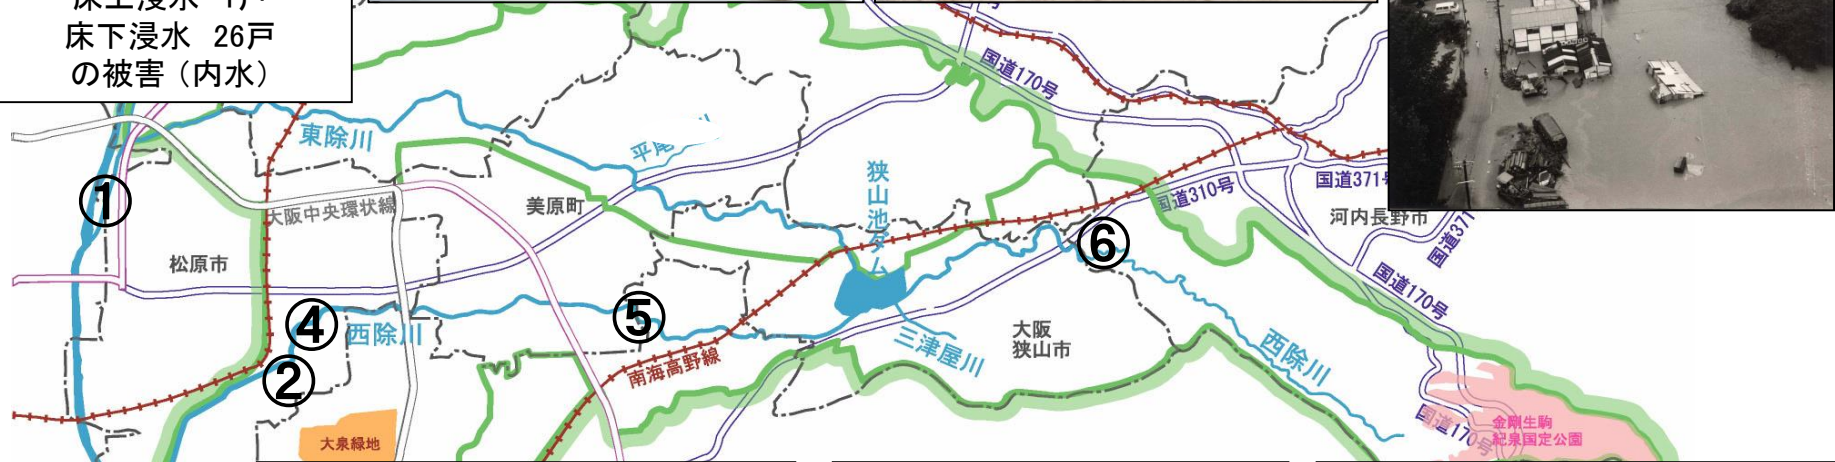 床下浸水 26戸
の被害（内水）
国道170号
東除川
平尾
狭山池ダム
①
大阪中央環状線
美原町
国道310号
国道371号
河内長野市
国道371
松原市
⑥
国道170号
④
西除川
⑤
三津屋川
大阪
狭山市
西除川
②
南海高野線
大泉緑地
国道170号
金剛生駒
紀泉国定公園